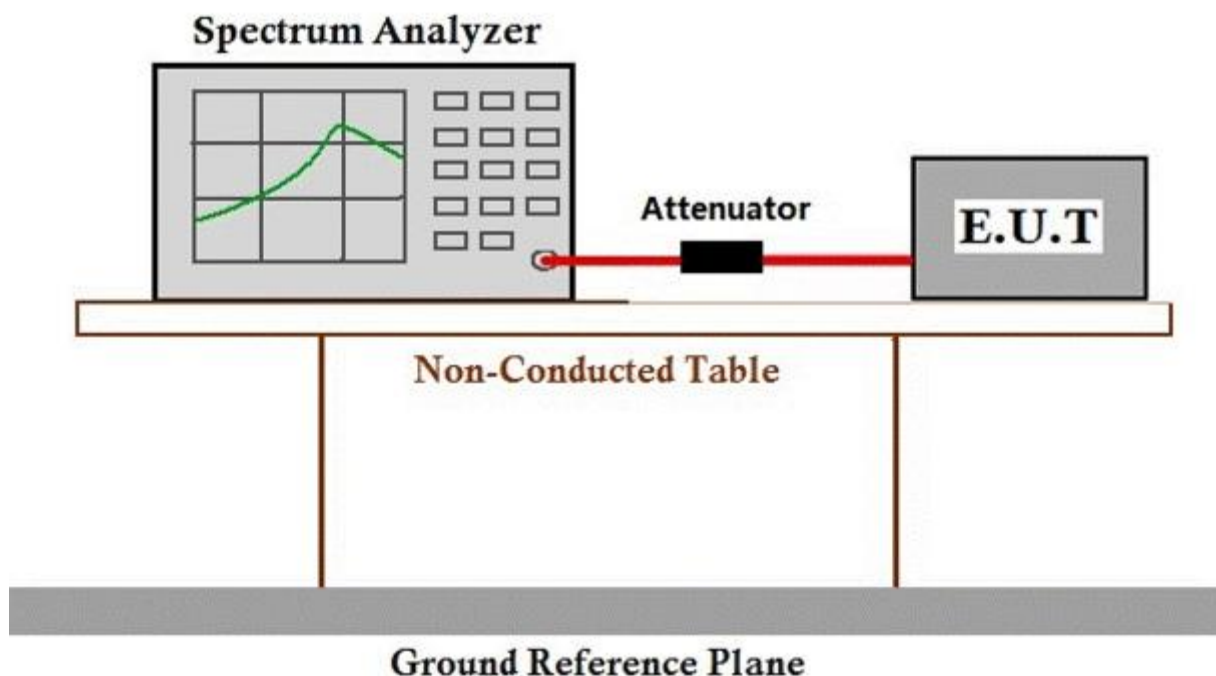 Spectrum Analyzer
Attenuator
E.U.T
Non-Conducted Table
Ground Reference Plane